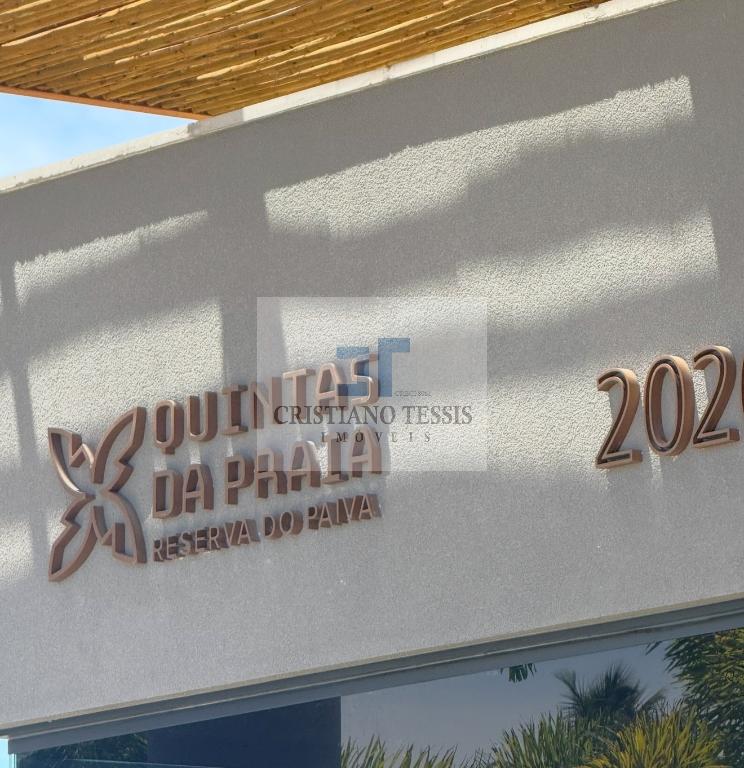 QUINTAS
DA PRAIA
RESERVA DO PAIVA
202
CRISTIANO TESSIS
IMÓVEIS